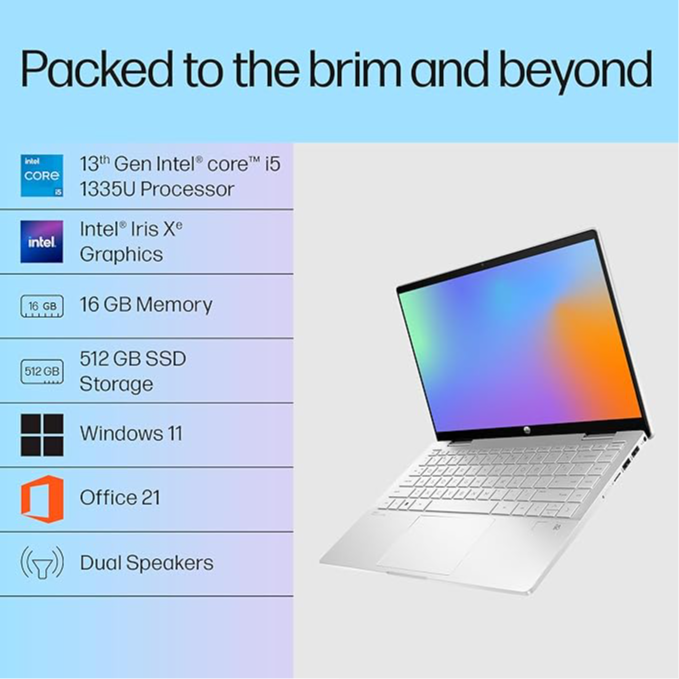 Packed to the brim and beyond
intel
CORE
i5
13th Gen Intel® core™ i5
1335U Processor
intel.
Intel® Iris Xe
Graphics
16 GB
16 GB Memory
512 GB
512 GB SSD
Storage
Windows 11
Office 21
Dual Speakers
hp